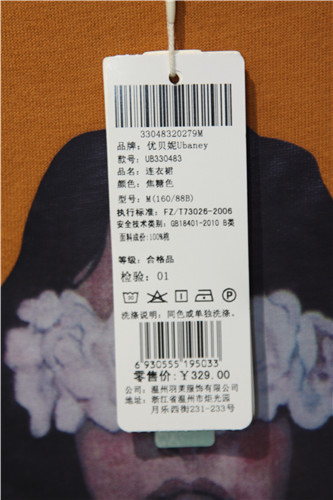 33048320279M
品牌：优贝妮Ubaney
款号：UB330483
品名：连衣裙
颜色：焦糖色
型号：M(160/88B)
执行标准：FZ/T73026-2006
安全技术类别：GB18401-2010 B类
面料成份:100%棉
等级：合格品
检验：01
洗涤说明：同色或单独洗涤。
6 930555 195033
零售价：￥329.00
公司：温州羽芙服饰有限公司
地址：浙江省温州市炬光园
月乐西街231-233号